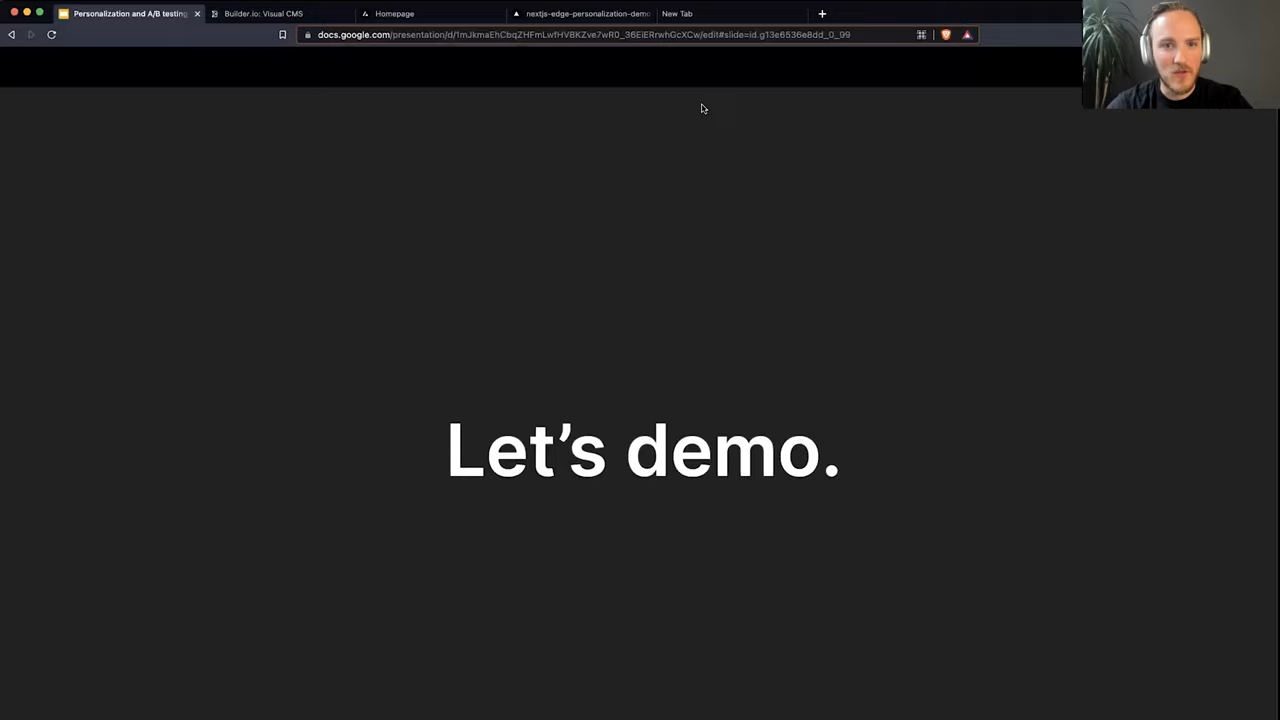 Personalization and A/B testing
Builder.io: Visual CMS
Homepage
nextjs-edge-personalization-demo
New Tab
docs.google.com/presentation/d/1mJkmaEhCbqZHFmLwfHV8KZve7wR0_36EiERrwhGcXCw/edit#slide=id.g13e6536e8dd_0_99
Let's demo.